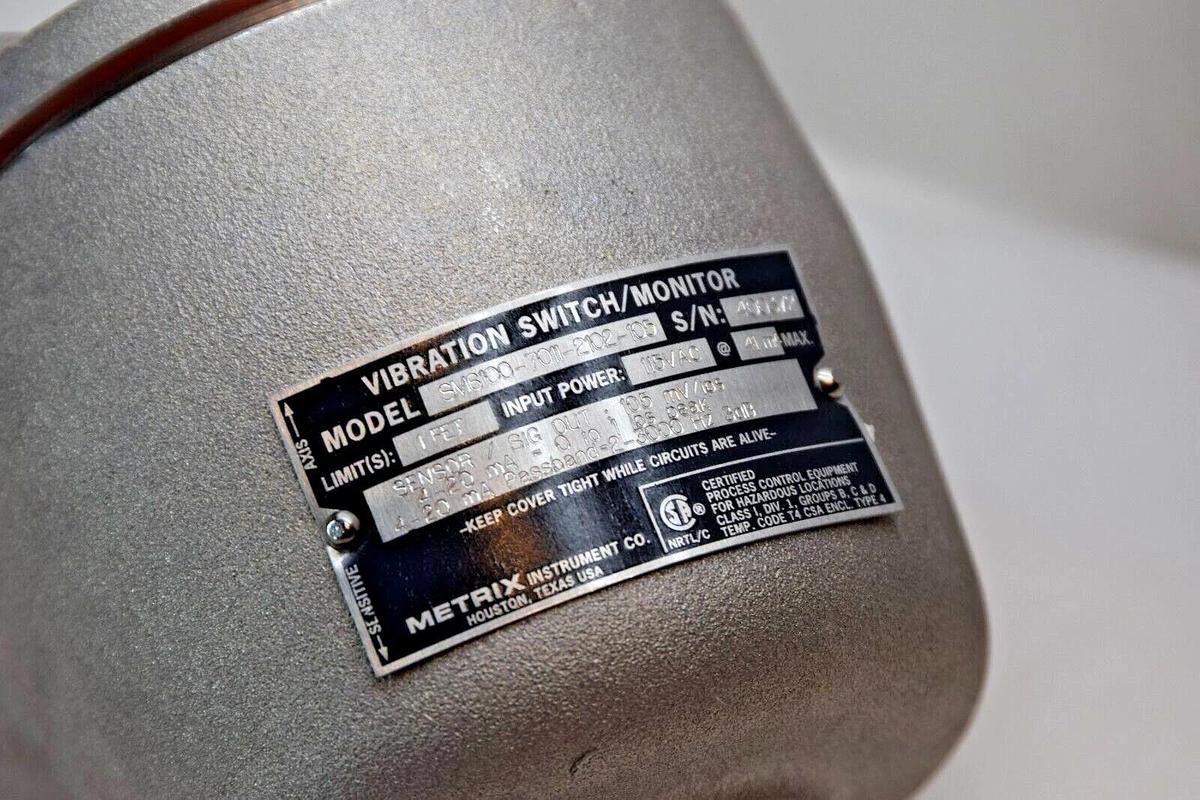 VIBRATION SWITCH/MONITOR
MODEL SM6100-7011-2102-105 S/N:
LIMIT(S): 1 FET INPUT POWER: 115VAC @ MAX.
SENSOR / SIG OUT : 105 mV/ips
4-20 mA = 0 to 1 ips peak
4-20 mA Passband-2-3000 Hz 3dB
-KEEP COVER TIGHT WHILE CIRCUITS ARE ALIVE-
AXIS
SENSITIVE
METRIX INSTRUMENT CO.
HOUSTON, TEXAS USA
SP®
NRTL/C
CERTIFIED
PROCESS CONTROL EQUIPMENT
FOR HAZARDOUS LOCATIONS
CLASS I, DIV. 1, GROUPS B, C & D
TEMP. CODE T4 CSA ENCL. TYPE 4